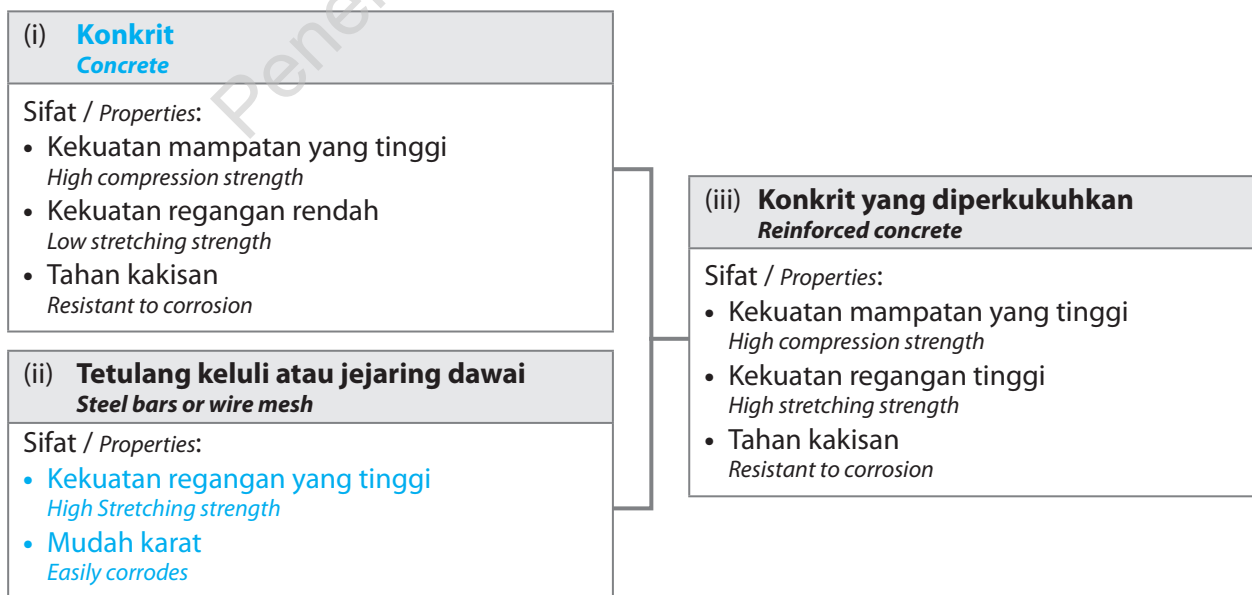 (i) Konkrit
Concrete
Sifat / Properties:
• Kekuatan mampatan yang tinggi
High compression strength
• Kekuatan regangan rendah
Low stretching strength
• Tahan kakisan
Resistant to corrosion
(ii) Tetulang keluli atau jejaring dawai
Steel bars or wire mesh
Sifat / Properties:
• Kekuatan regangan yang tinggi
High Stretching strength
• Mudah karat
Easily corrodes
(iii) Konkrit yang diperkukuhkan
Reinforced concrete
Sifat / Properties:
• Kekuatan mampatan yang tinggi
High compression strength
• Kekuatan regangan tinggi
High stretching strength
• Tahan kakisan
Resistant to corrosion